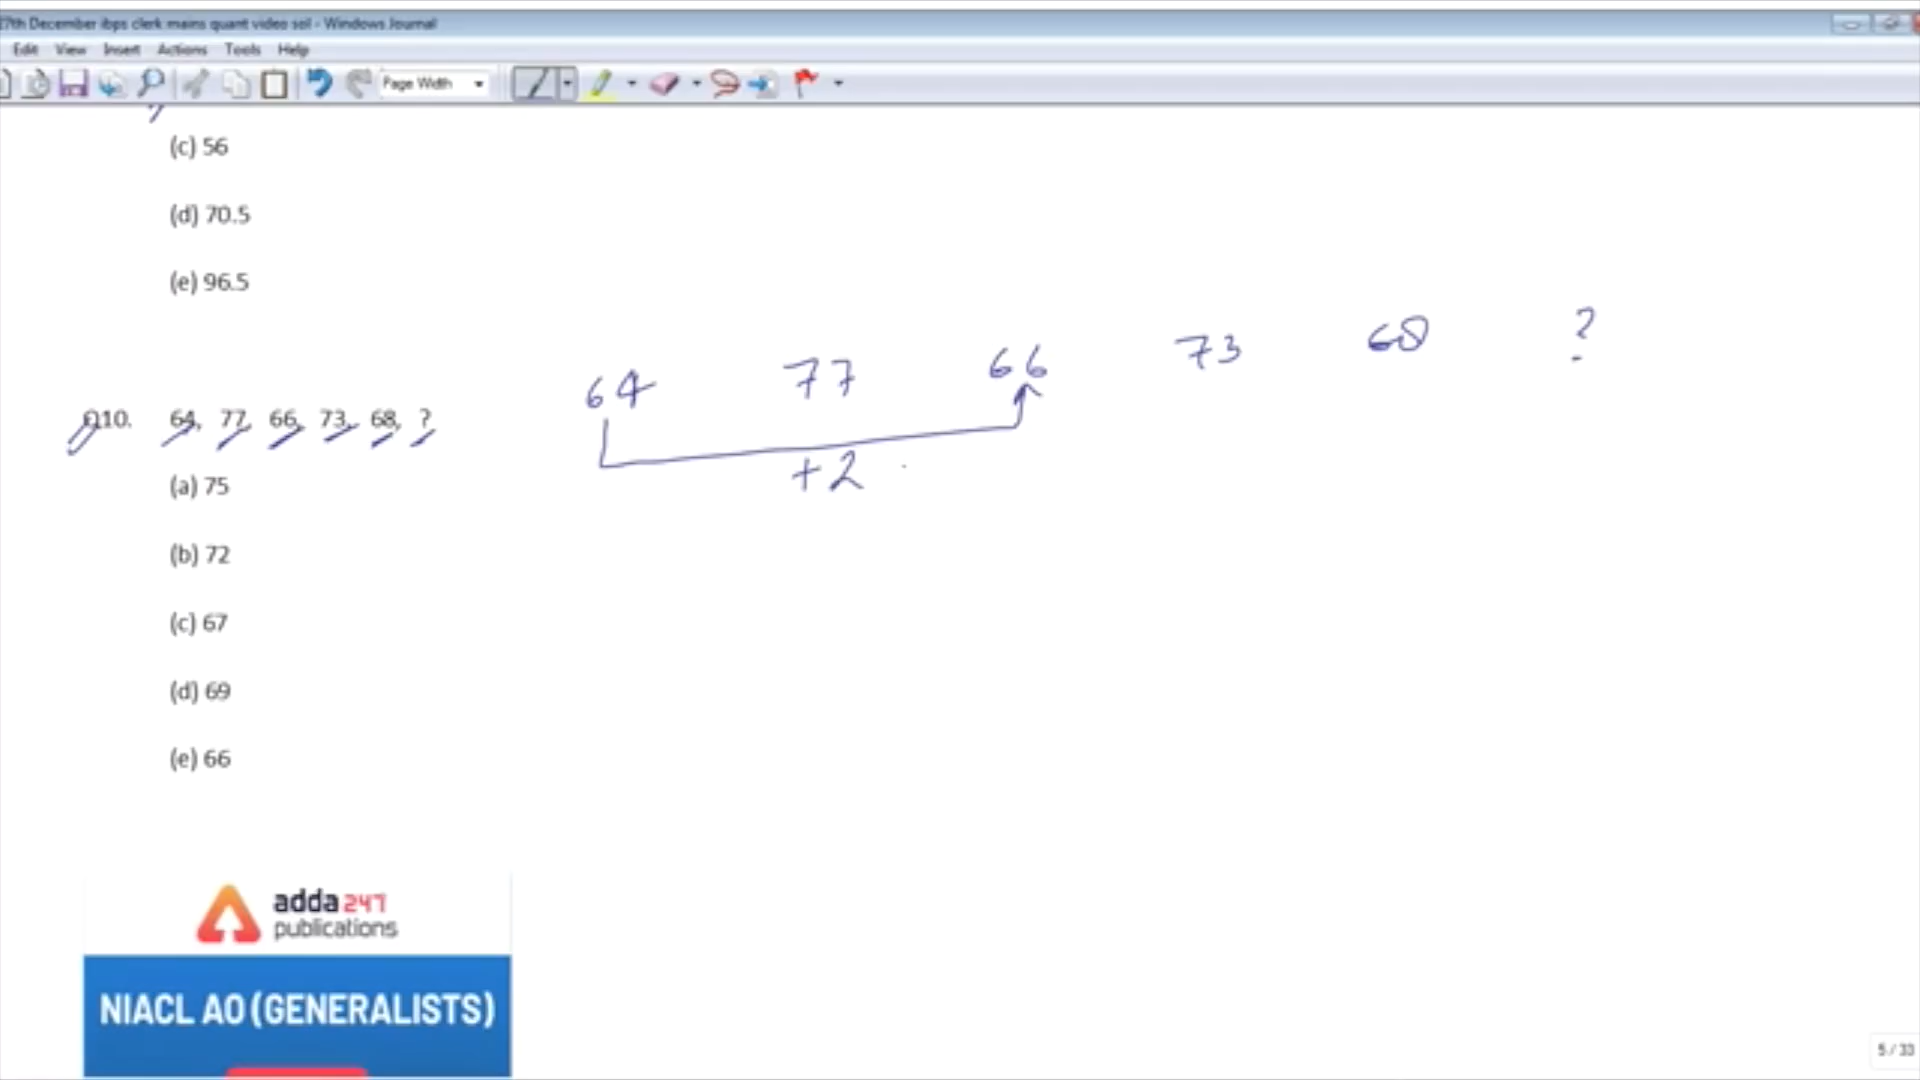 27th December ibps clerk mains quant video sol - Windows Journal
Edit View Insert Actions Tools Help
Page Width
(c) 56
(d) 70.5
(e) 96.5
64 77 66 73 68 ?
+2
Q10. 64, 77, 66, 73, 68, ?
(a) 75
(b) 72
(c) 67
(d) 69
(e) 66
adda 247
publications
NIACL AO (GENERALISTS)
5 / 33